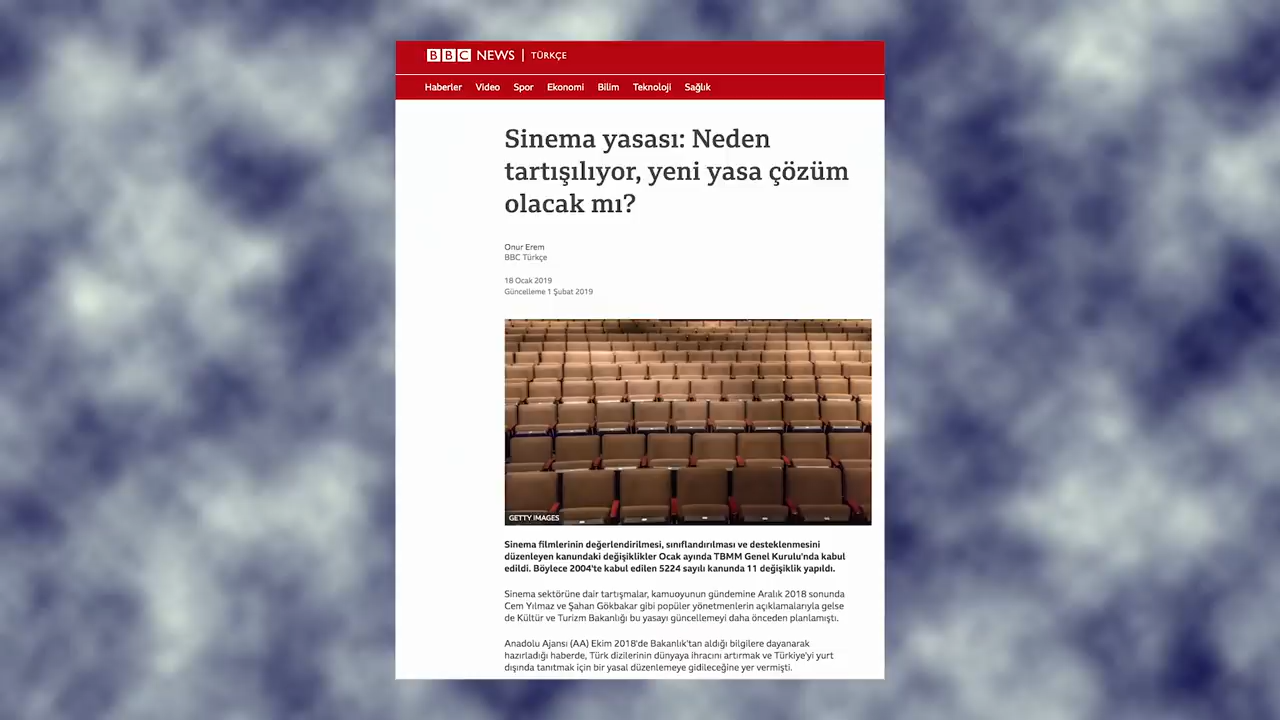 BBC NEWS | TÜRKÇE
Haberler Video Spor Ekonomi Bilim Teknoloji Sağlık
Sinema yasası: Neden
tartışılıyor, yeni yasa çözüm
olacak mı?
Onur Erem
BBC Türkçe
18 Ocak 2019
Güncelleme 1 Şubat 2019
GETTY IMAGES
Sinema filmlerinin değerlendirilmesi, sınıflandırılması ve desteklenmesini
düzenleyen kanundaki değişiklikler Ocak ayında TBMM Genel Kurulu'nda kabul
edildi. Böylece 2004'te kabul edilen 5224 sayılı kanunda 11 değişiklik yapıldı.
Sinema sektörüne dair tartışmalar, kamuoyunun gündemine Aralık 2018 sonunda
Cem Yılmaz ve Şahan Gökbakar gibi popüler yönetmenlerin açıklamalarıyla gelse
de Kültür ve Turizm Bakanlığı bu yasayı güncellemeyi daha önceden planlamıştı.
Anadolu Ajansı (AA) Ekim 2018'de Bakanlık'tan aldığı bilgilere dayanarak
hazırladığı haberde, Türk dizilerinin dünyaya ihracını artırmak ve Türkiye'yi yurt
dışında tanıtmak için bir yasal düzenlemeye gidileceğine yer vermişti.